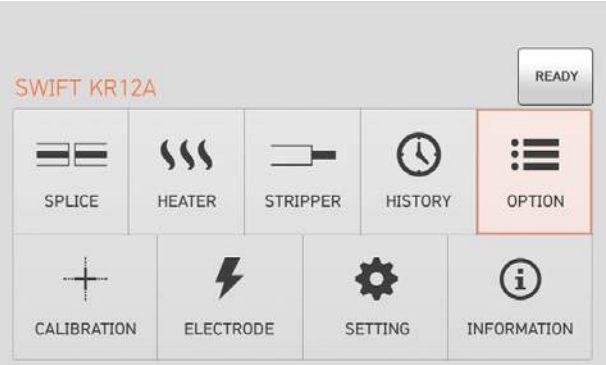 READY
SWIFT KR12A
SPLICE HEATER STRIPPER HISTORY OPTION
CALIBRATION ELECTRODE SETTING INFORMATION